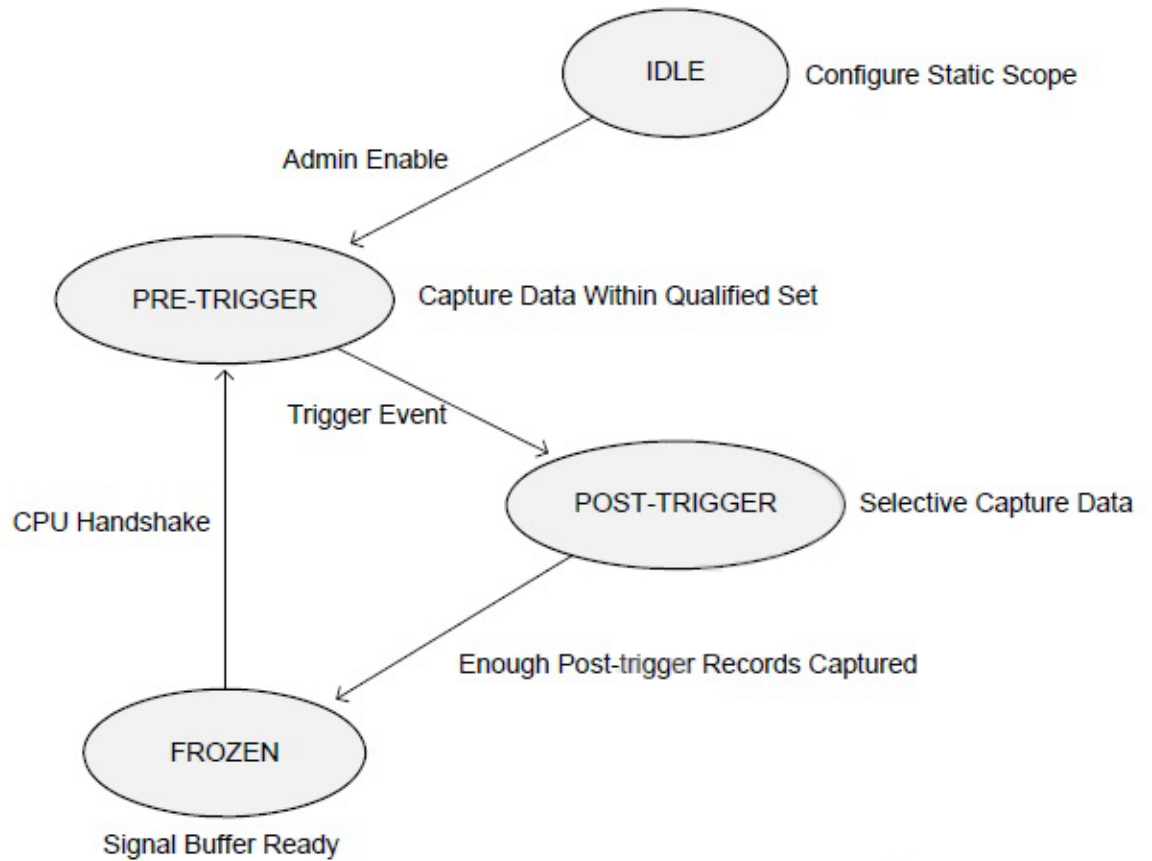 IDLE
Configure Static Scope
Admin Enable
PRE-TRIGGER
Capture Data Within Qualified Set
Trigger Event
POST-TRIGGER
Selective Capture Data
CPU Handshake
Enough Post-trigger Records Captured
FROZEN
Signal Buffer Ready